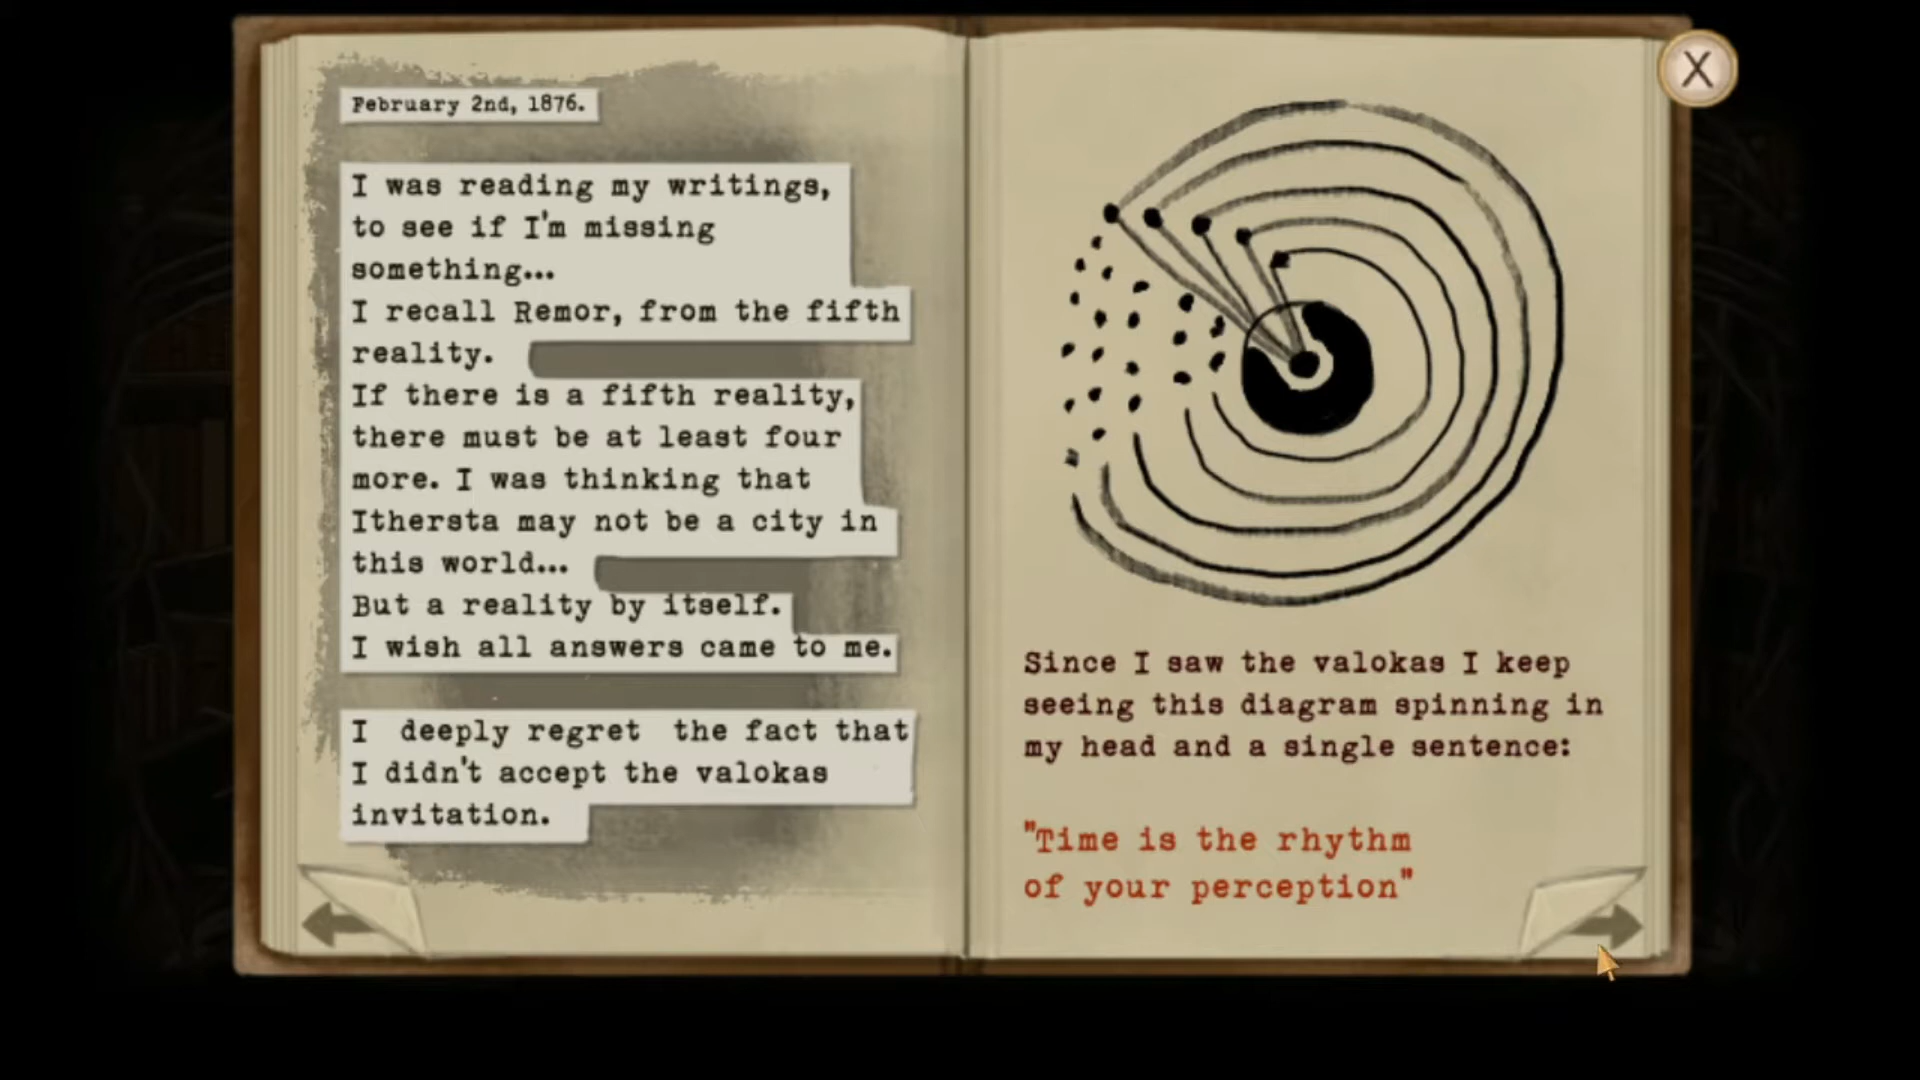 February 2nd, 1876.
I was reading my writings,
to see if I'm missing
something...
I recall Remor, from the fifth
reality.
If there is a fifth reality,
there must be at least four
more. I was thinking that
Ithersta may not be a city in
this world...
But a reality by itself.
I wish all answers came to me.
I deeply regret the fact that
I didn't accept the valokas
invitation.
X
Since I saw the valokas I keep
seeing this diagram spinning in
my head and a single sentence:
"Time is the rhythm
of your perception"